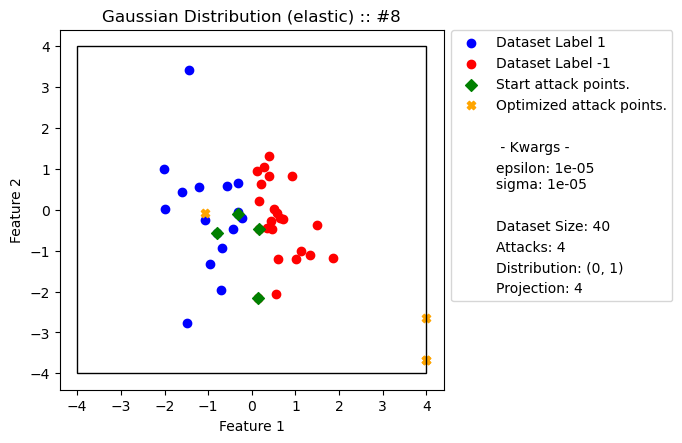 Gaussian Distribution (elastic) :: #8
4
3
2
1
0
−1
−2
−3
−4
Feature 2
−4 −3 −2 −1 0 1 2 3 4
Feature 1
Dataset Label 1
Dataset Label -1
Start attack points.
Optimized attack points.
- Kwargs -
epsilon: 1e-05
sigma: 1e-05
Dataset Size: 40
Attacks: 4
Distribution: (0, 1)
Projection: 4